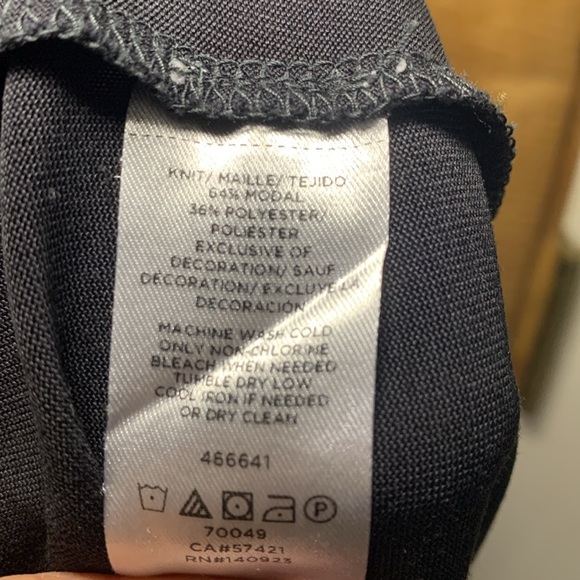 KNIT/ MAILLE/ TEJIDO
64% MODAL
36% POLYESTER/
POLIÉSTER
EXCLUSIVE OF
DECORATION/ SAUF
DÉCORATION/ EXCLUYE LA
DECORACIÓN
MACHINE WASH COLD
ONLY NON-CHLORINE
BLEACH WHEN NEEDED
TUMBLE DRY LOW
COOL IRON IF NEEDED
OR DRY CLEAN
466641
P
70049
CA#57421
RN#140923